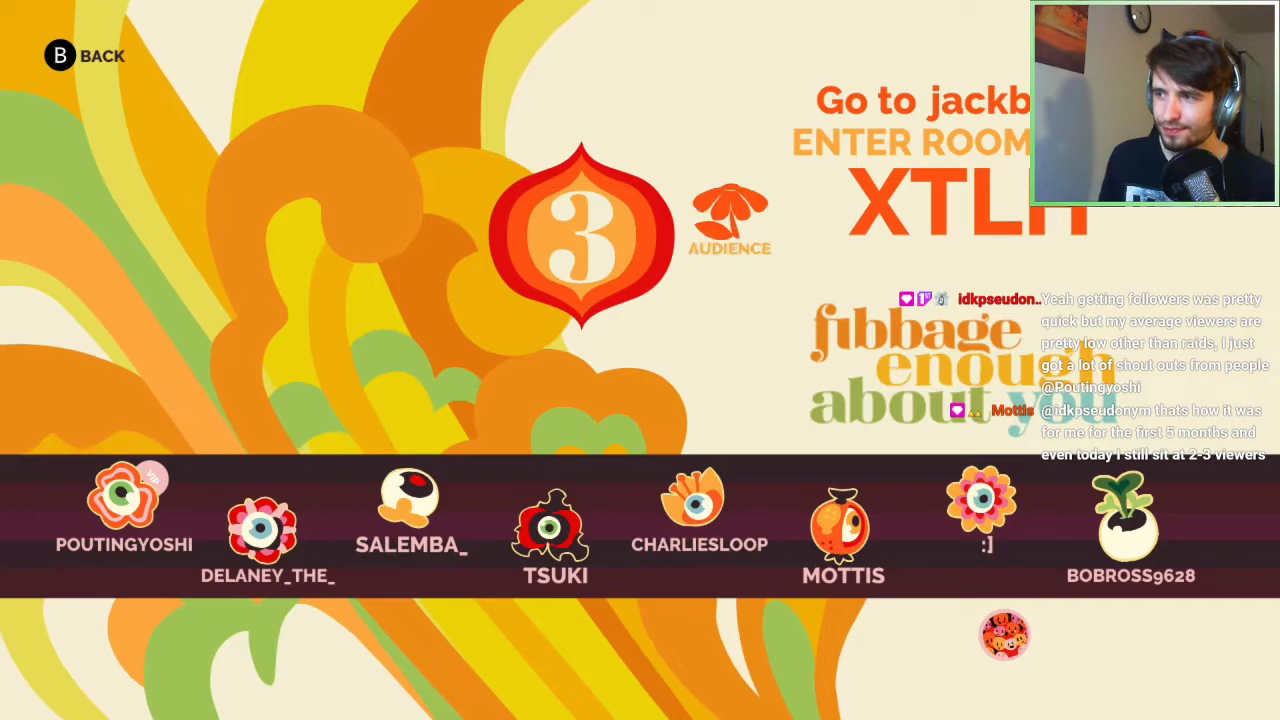 B BACK
Go to jackb
ENTER ROOM
XTLH
3
AUDIENCE
fibbage
enough
about you
idkpseudon.. Yeah getting followers was pretty
quick but my average viewers are
pretty low other than raids, I just
got a lot of shout outs from people
@Poutingyoshi
Mottis @idkpseudonym thats how it was
for me for the first 5 months and
even today I still sit at 2-3 viewers
VIP
POUTINGYOSHI
DELANEY_THE_
SALEMBA_
TSUKI
CHARLIESLOOP
MOTTIS
:]
BOBROSS9628